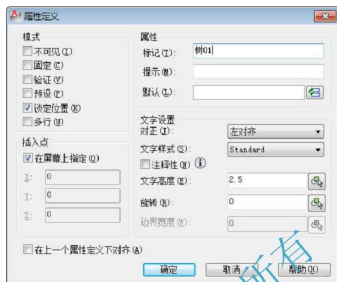 属性定义
模式
不可见(I)
固定(C)
验证(V)
预设(P)
锁定位置(K)
多行(U)
插入点
在屏幕上指定(O)
X: 0
Y: 0
Z: 0
在上一个属性定义下对齐(A)
属性
标记(T): 树01
提示(M):
默认(L):
文字设置
对正(J): 左对齐
文字样式(S): Standard
注释性(N)
文字高度(E): 2.5
旋转(R): 0
边界宽度(W): 0
确定 取消 帮助(H)
所有